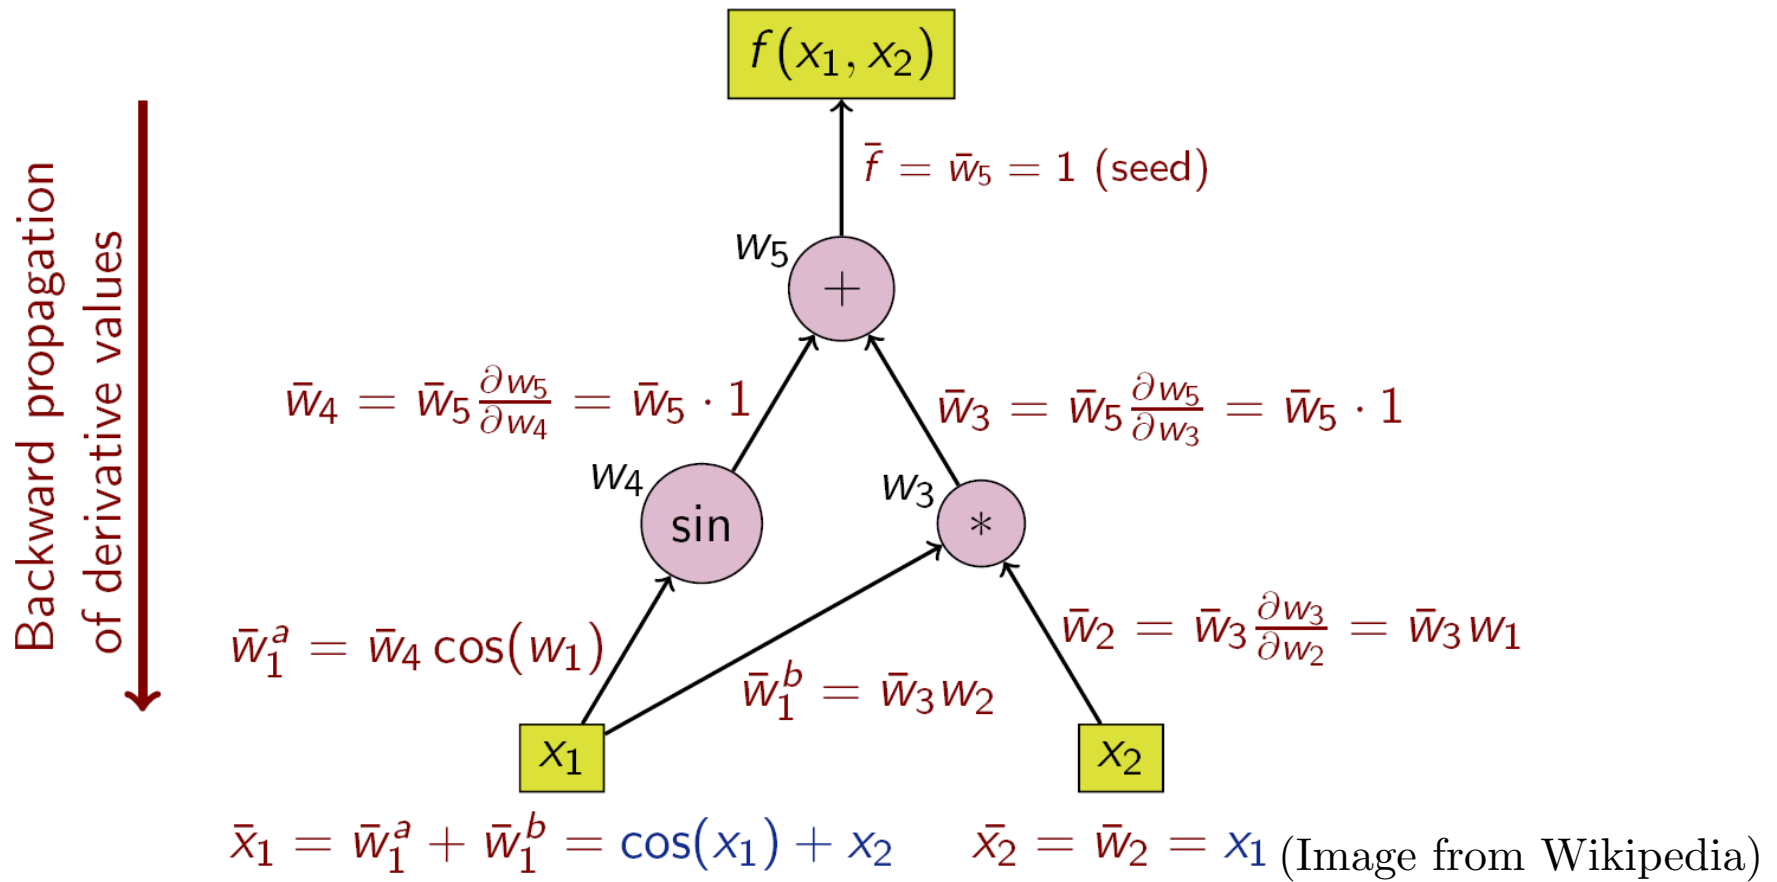 f(x₁, x₂)
f̄ = w̄₅ = 1 (seed)
w₅
+
w̄₄ = w̄₅ ∂w₅/∂w₄ = w̄₅ · 1
w̄₃ = w̄₅ ∂w₅/∂w₃ = w̄₅ · 1
w₄
sin
w₃
*
w̄₁ᵃ = w̄₄ cos(w₁)
w̄₁ᵇ = w̄₃w₂
w̄₂ = w̄₃ ∂w₃/∂w₂ = w̄₃w₁
x₁
x₂
x̄₁ = w̄₁ᵃ + w̄₁ᵇ = cos(x₁) + x₂
x̄₂ = w̄₂ = x₁ (Image from Wikipedia)
Backward propagation
of derivative values